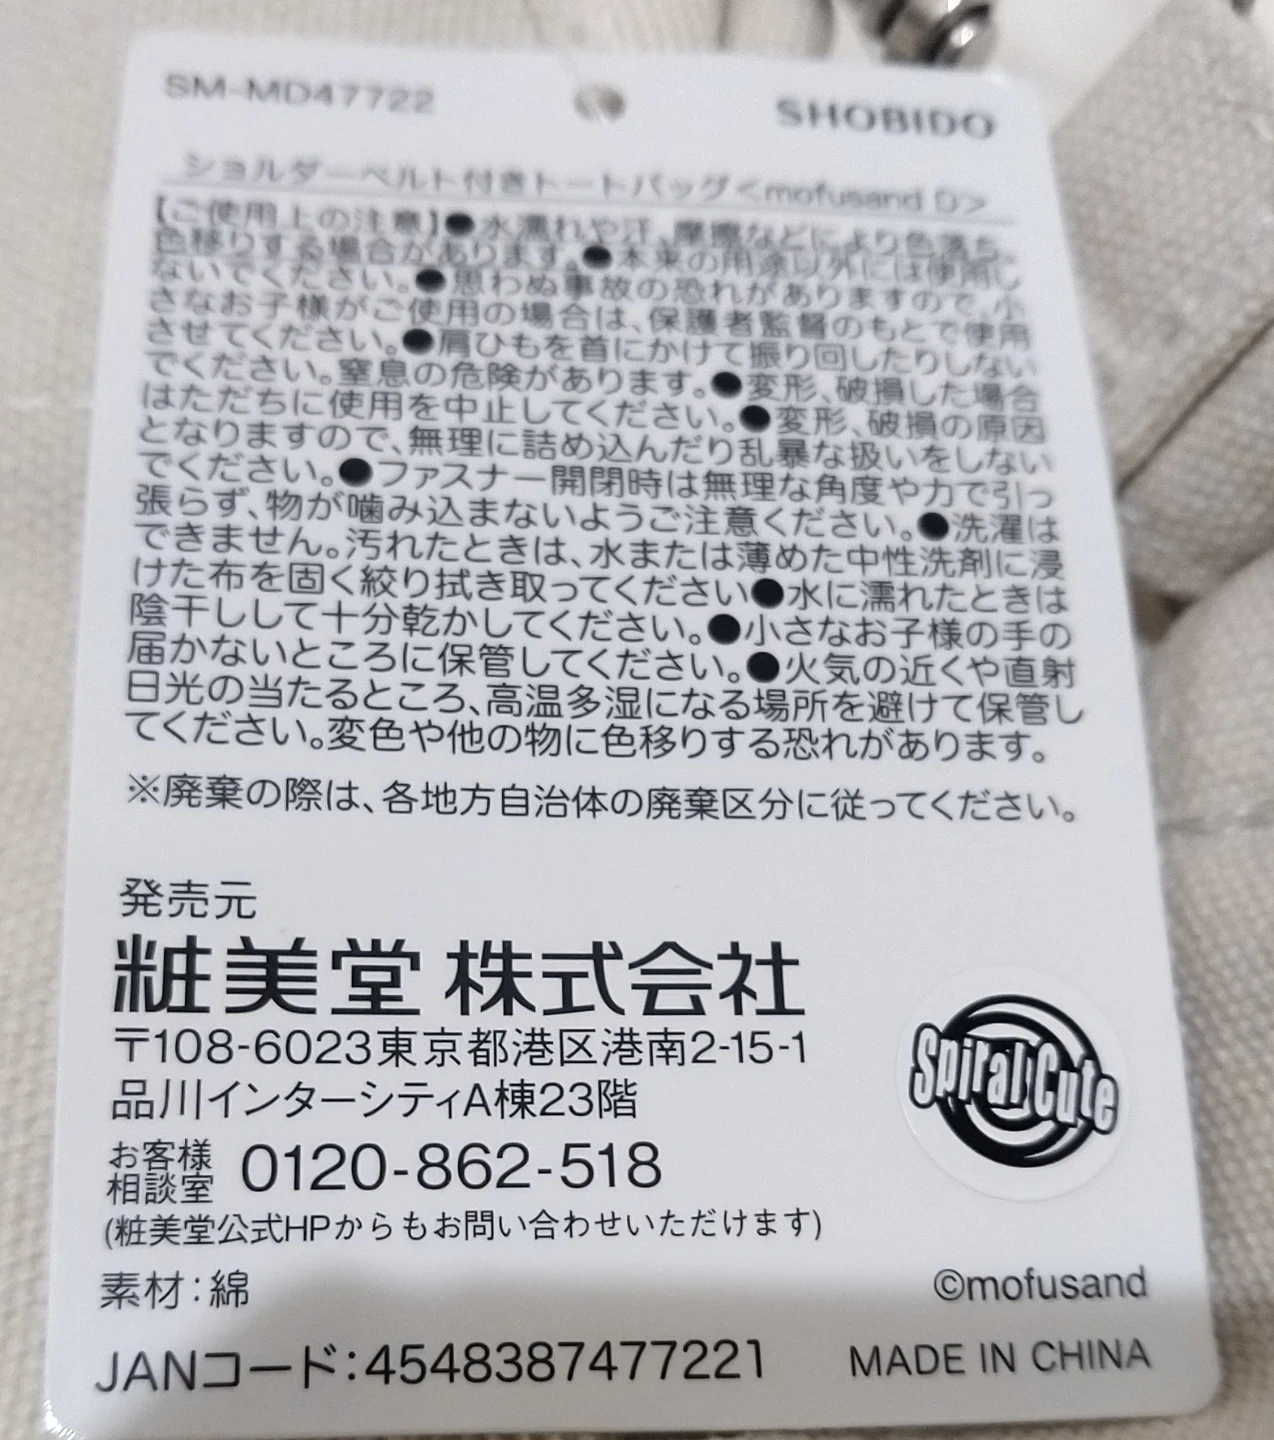 SM-MD47722
SHOBIDO
ショルダーベルト付きトートバッグ<mofusand D>
【ご使用上の注意】●水濡れや汗、摩擦などにより色落ち、
色移りする場合があります。●本来の用途以外には使用し
ないでください。●思わぬ事故の恐れがありますので、小
さなお子様がご使用の場合は、保護者監督のもとで使用
させてください。●肩ひもを首にかけて振り回したりしない
でください。窒息の危険があります。●変形、破損した場合
はただちに使用を中止してください。●変形、破損の原因
となりますので、無理に詰め込んだり乱暴な扱いをしない
でください。●ファスナー開閉時は無理な角度や力で引っ
張らず、物が噛み込まないようご注意ください。●洗濯は
できません。汚れたときは、水または薄めた中性洗剤に浸
けた布を固く絞り拭き取ってください●水に濡れたときは
陰干しして十分乾かしてください。●小さなお子様の手の
届かないところに保管してください。●火気の近くや直射
日光の当たるところ、高温多湿になる場所を避けて保管し
てください。変色や他の物に色移りする恐れがあります。
※廃棄の際は、各地方自治体の廃棄区分に従ってください。
発売元
粧美堂 株式会社
〒108-6023東京都港区港南2-15-1
品川インターシティA棟23階
お客様
相談室 0120-862-518
(粧美堂公式HPからもお問い合わせいただけます)
Spiral Cute
素材:綿
©mofusand
JANコード:4548387477221
MADE IN CHINA